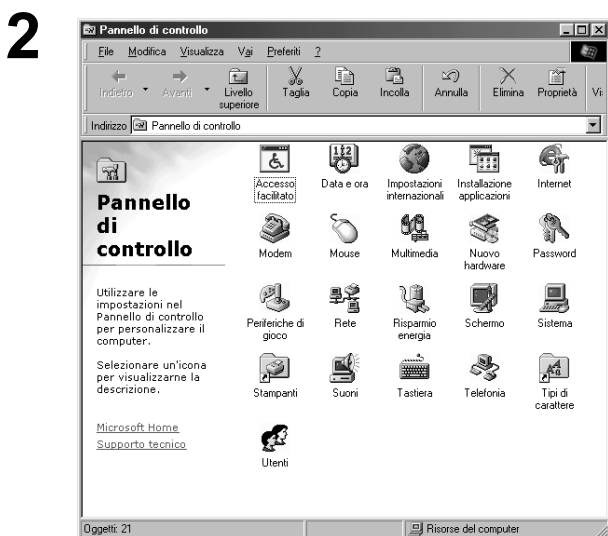 2
Pannello di controllo
File Modifica Visualizza Vai Preferiti ?
Indietro Avanti Livello superiore Taglia Copia Incolla Annulla Elimina Proprietà
Indirizzo Pannello di controllo
Pannello
di
controllo
Utilizzare le
impostazioni nel
Pannello di controllo
per personalizzare il
computer.
Selezionare un'icona
per visualizzarne la
descrizione.
Microsoft Home
Supporto tecnico
Accesso facilitato
Data e ora
Impostazioni internazionali
Installazione applicazioni
Internet
Modem
Mouse
Multimedia
Nuovo hardware
Password
Periferiche di gioco
Rete
Risparmio energia
Schermo
Sistema
Stampanti
Suoni
Tastiera
Telefonia
Tipi di carattere
Utenti
Oggetti: 21
Risorse del computer